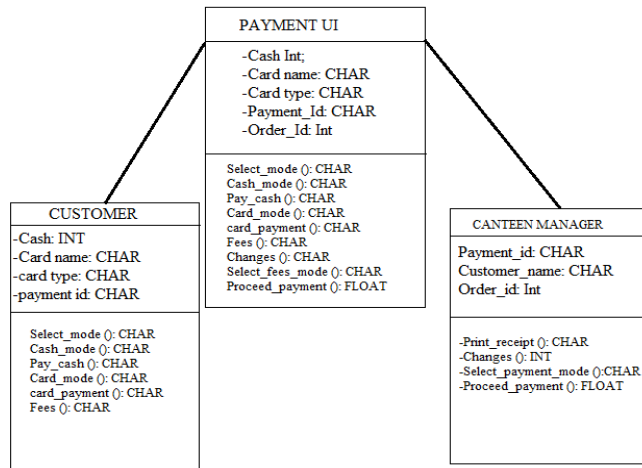 PAYMENT UI
-Cash Int;
-Card name: CHAR
-Card type: CHAR
-Payment_Id: CHAR
-Order_Id: Int
Select_mode (): CHAR
Cash_mode (): CHAR
Pay_cash (): CHAR
Card_mode (): CHAR
card_payment (): CHAR
Fees (): CHAR
Changes (): CHAR
Select_fees_mode (): CHAR
Proceed_payment (): FLOAT
CUSTOMER
-Cash: INT
-Card name: CHAR
-card type: CHAR
-payment id: CHAR
Select_mode (): CHAR
Cash_mode (): CHAR
Pay_cash (): CHAR
Card_mode (): CHAR
card_payment (): CHAR
Fees (): CHAR
CANTEEN MANAGER
Payment_id: CHAR
Customer_name: CHAR
Order_id: Int
-Print_receipt (): CHAR
-Changes (): INT
-Select_payment_mode ():CHAR
-Proceed_payment (): FLOAT